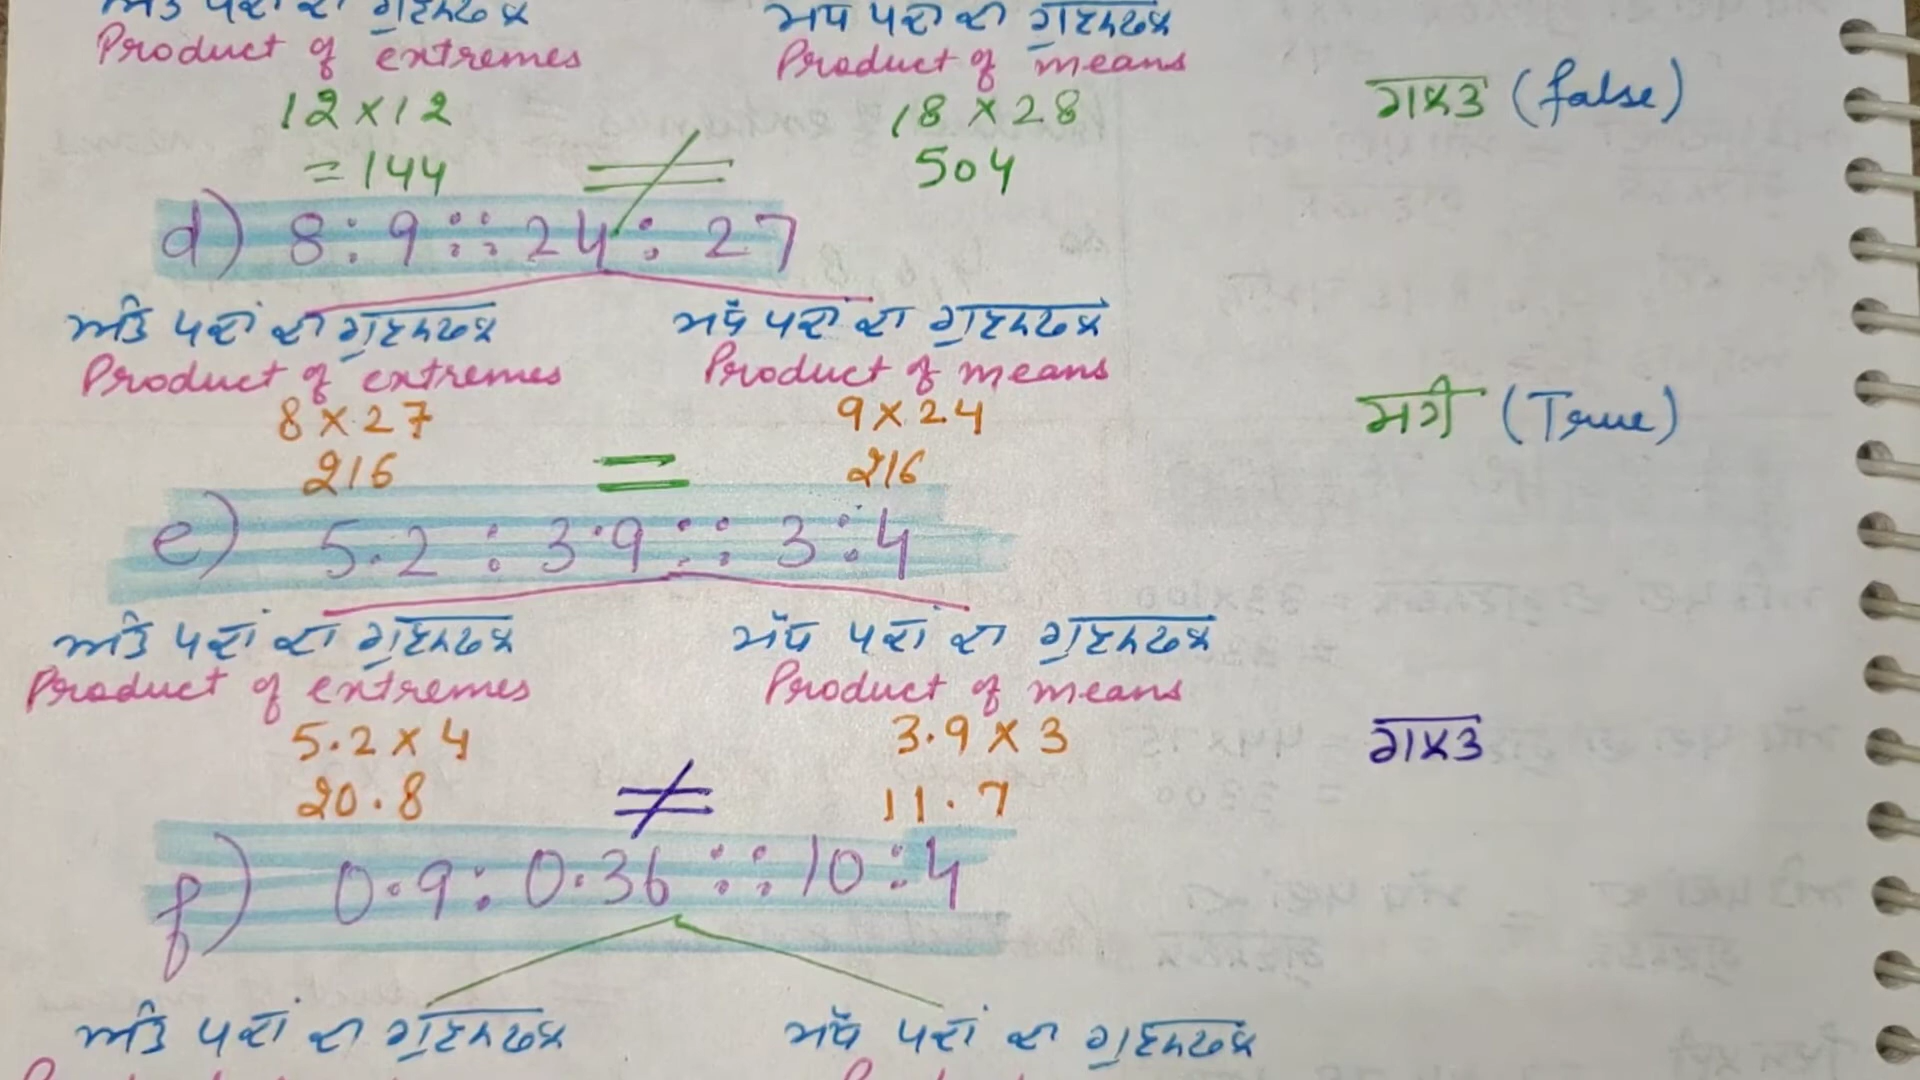 ਅੰਤ ਪਦਾਂ ਦਾ ਗੁਣਨਫਲ ਮੱਧ ਪਦਾਂ ਦਾ ਗੁਣਨਫਲ
Product of extremes Product of means
12 × 12 18 × 28 ਗਲਤ (false)
= 144 ≠ 504
d) 8 : 9 :: 24 : 27
ਅੰਤ ਪਦਾਂ ਦਾ ਗੁਣਨਫਲ ਮੱਧ ਪਦਾਂ ਦਾ ਗੁਣਨਫਲ
Product of extremes Product of means
8 × 27 9 × 24 ਸਹੀ (True)
216 = 216
e) 5.2 : 3.9 :: 3 : 4
ਅੰਤ ਪਦਾਂ ਦਾ ਗੁਣਨਫਲ ਮੱਧ ਪਦਾਂ ਦਾ ਗੁਣਨਫਲ
Product of extremes Product of means
5.2 × 4 3.9 × 3 ਗਲਤ
20.8 ≠ 11.7
f) 0.9 : 0.36 :: 10 : 4
ਅੰਤ ਪਦਾਂ ਦਾ ਗੁਣਨਫਲ ਮੱਧ ਪਦਾਂ ਦਾ ਗੁਣਨਫਲ